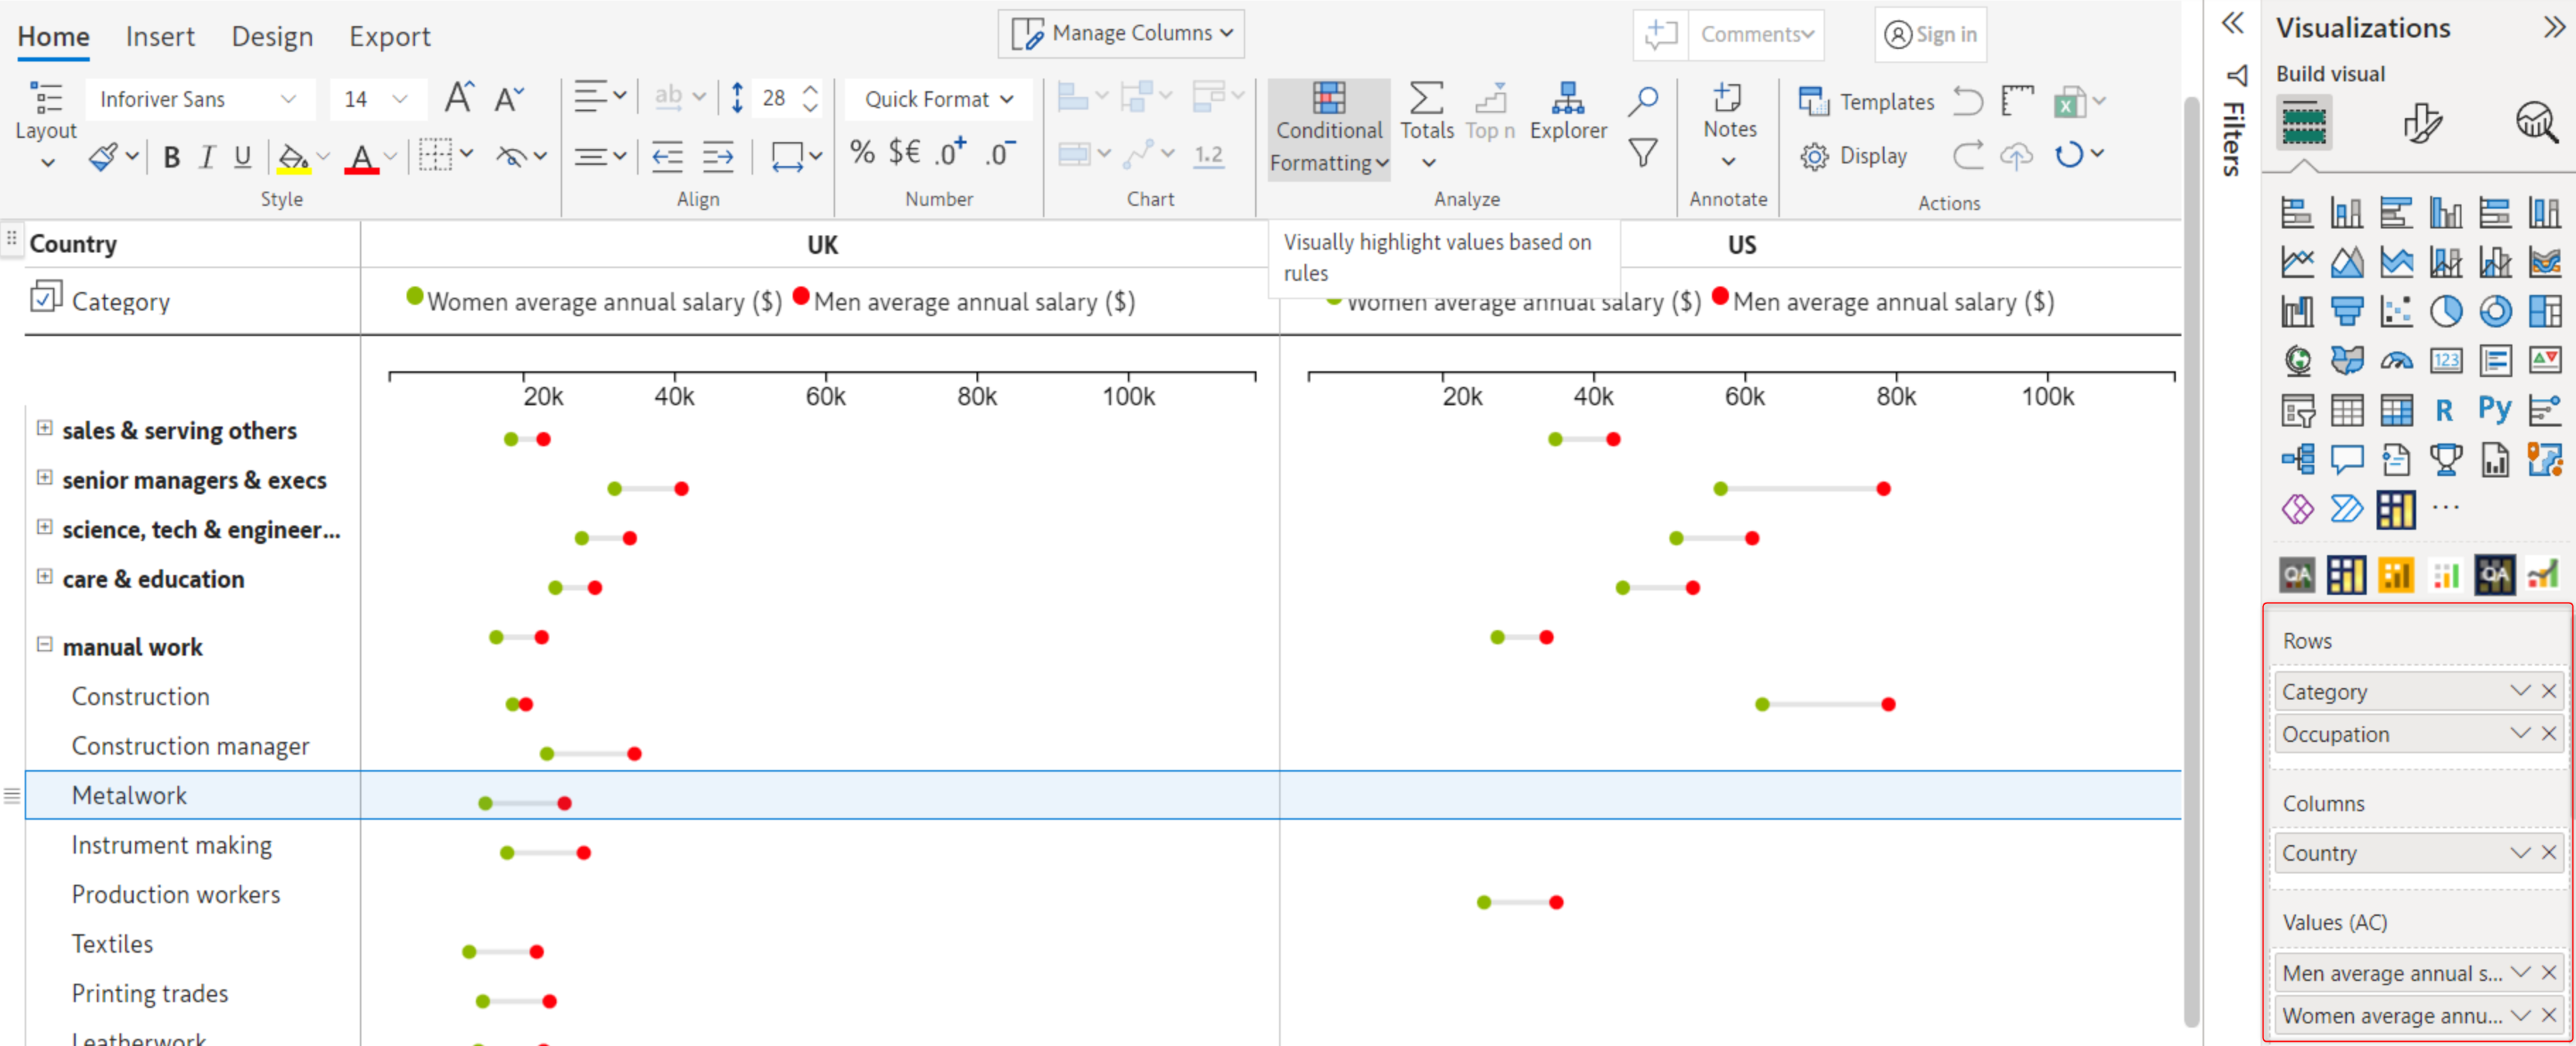 Home Insert Design Export
Manage Columns
Comments
Sign in
Layout
Inforiver Sans
14
B I U
A
Style
ab
28
Align
Quick Format
% $€ .0+ .0-
Number
1.2
Chart
Conditional
Formatting
Totals
Top n
Explorer
Analyze
Notes
Annotate
Templates
Display
Actions
Visually highlight values based on
rules
Country
UK
US
Category
Women average annual salary ($) Men average annual salary ($)
Women average annual salary ($) Men average annual salary ($)
20k 40k 60k 80k 100k
20k 40k 60k 80k 100k
sales & serving others
senior managers & execs
science, tech & engineer...
care & education
manual work
Construction
Construction manager
Metalwork
Instrument making
Production workers
Textiles
Printing trades
Leatherwork
Filters
Visualizations
Build visual
123
R Py
...
QA
QA
Rows
Category
Occupation
Columns
Country
Values (AC)
Men average annual s...
Women average annu...